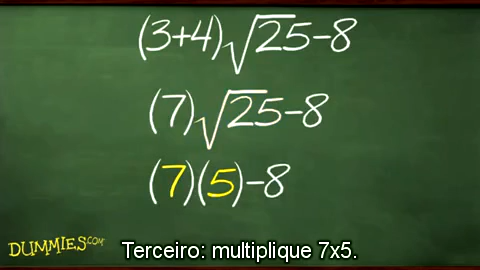 (3+4)√25-8
(7)√25-8
(7)(5)-8
DUMMIES.COM
Terceiro: multiplique 7x5.